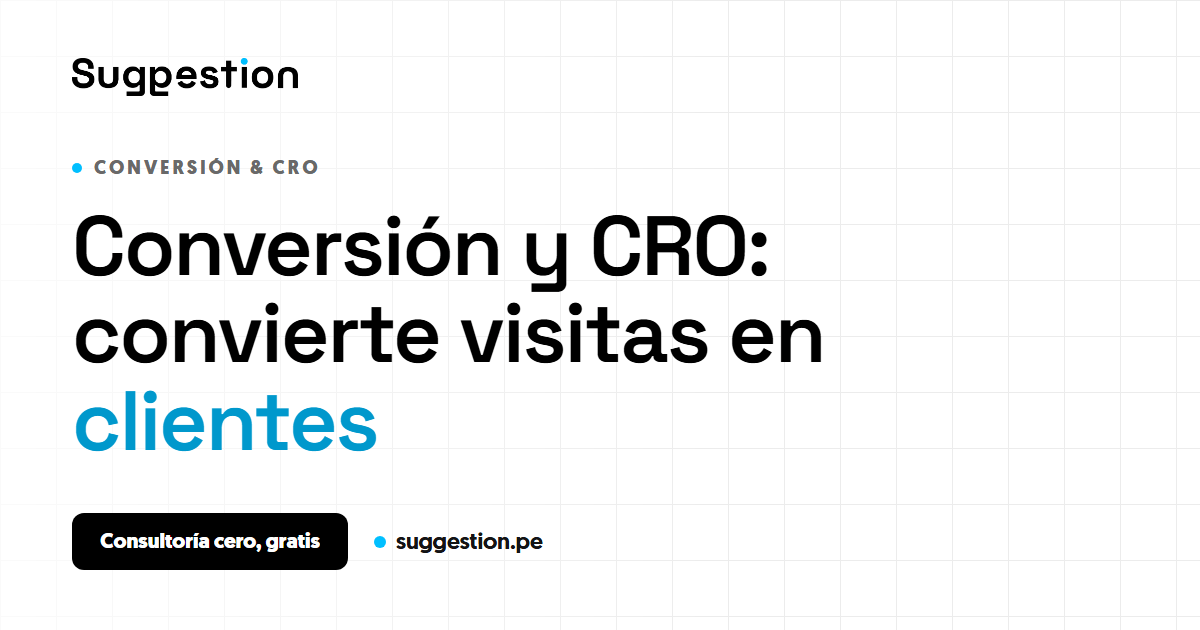 Suggestion
CONVERSIÓN & CRO
Conversión y CRO:
convierte visitas en
clientes
Consultoría cero, gratis
suggestion.pe